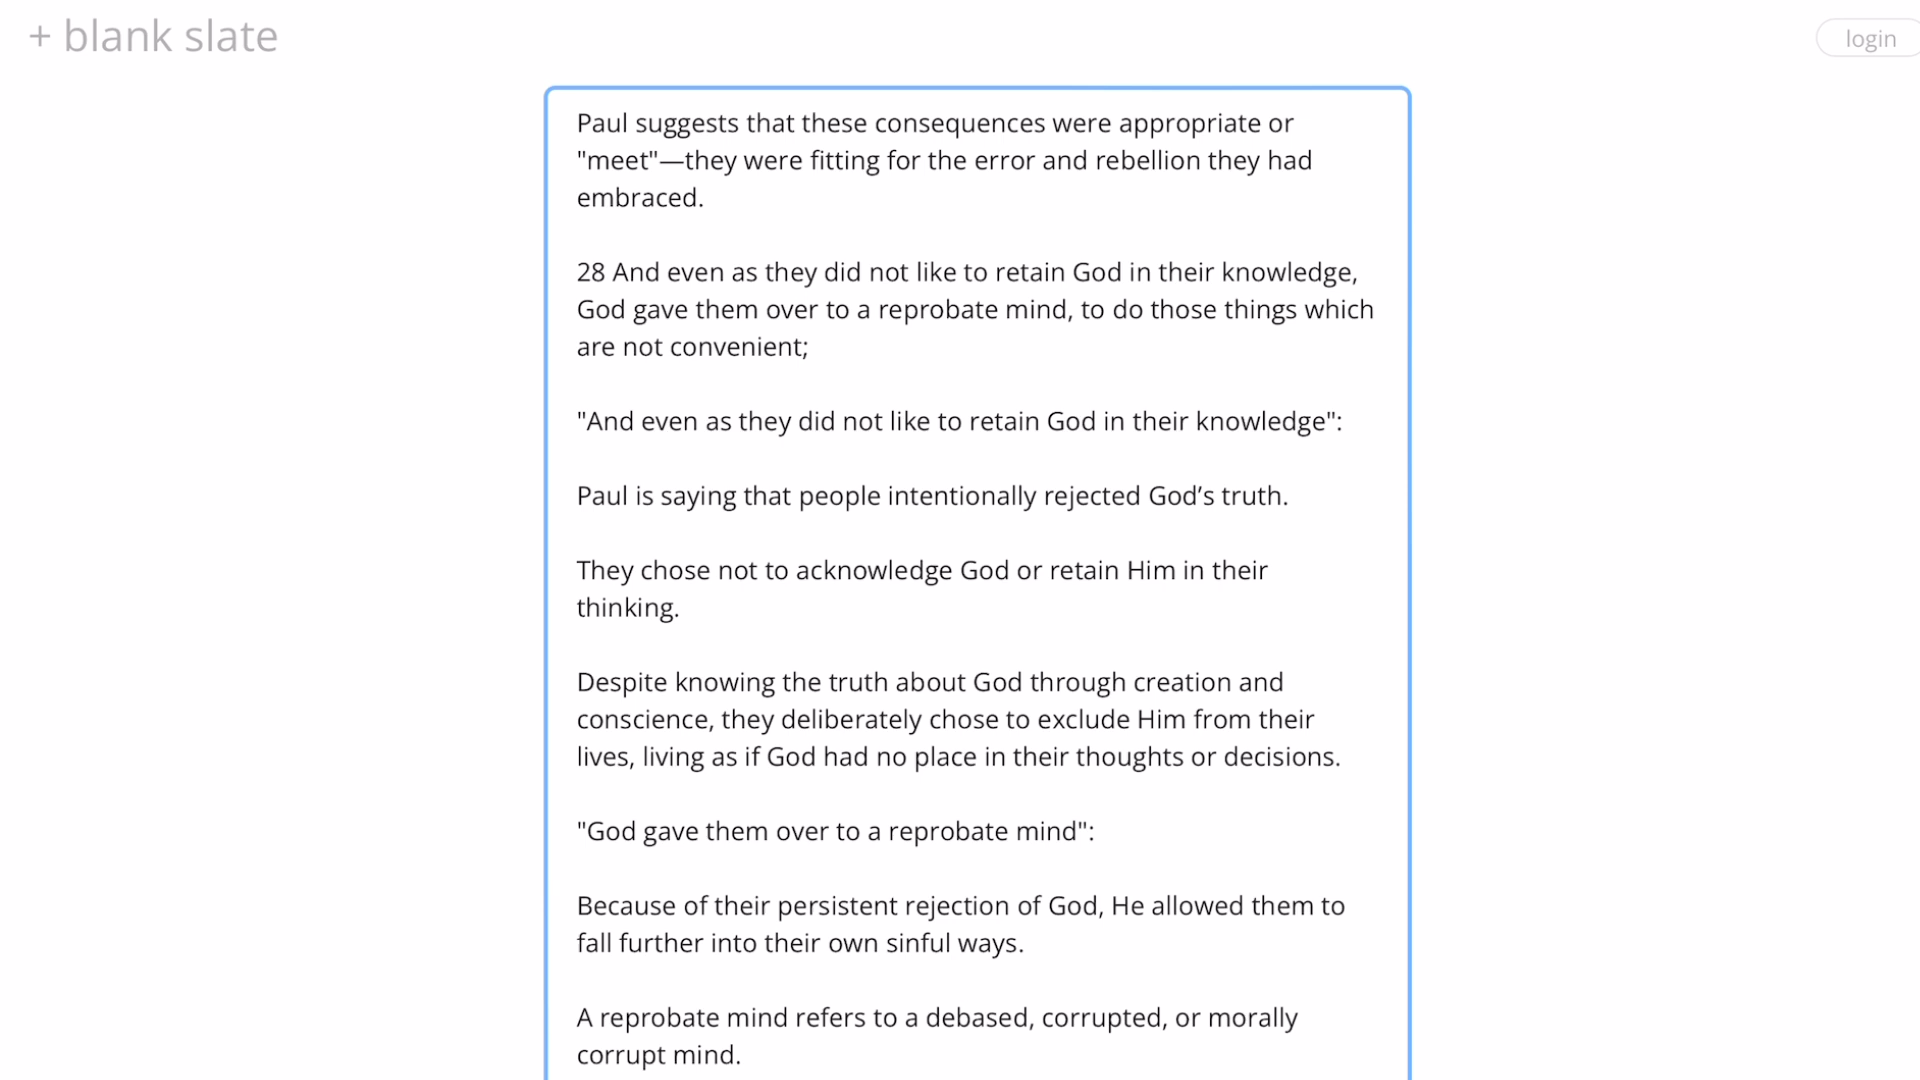 + blank slate
login
Paul suggests that these consequences were appropriate or
"meet"—they were fitting for the error and rebellion they had
embraced.
28 And even as they did not like to retain God in their knowledge,
God gave them over to a reprobate mind, to do those things which
are not convenient;
"And even as they did not like to retain God in their knowledge":
Paul is saying that people intentionally rejected God’s truth.
They chose not to acknowledge God or retain Him in their
thinking.
Despite knowing the truth about God through creation and
conscience, they deliberately chose to exclude Him from their
lives, living as if God had no place in their thoughts or decisions.
"God gave them over to a reprobate mind":
Because of their persistent rejection of God, He allowed them to
fall further into their own sinful ways.
A reprobate mind refers to a debased, corrupted, or morally
corrupt mind.